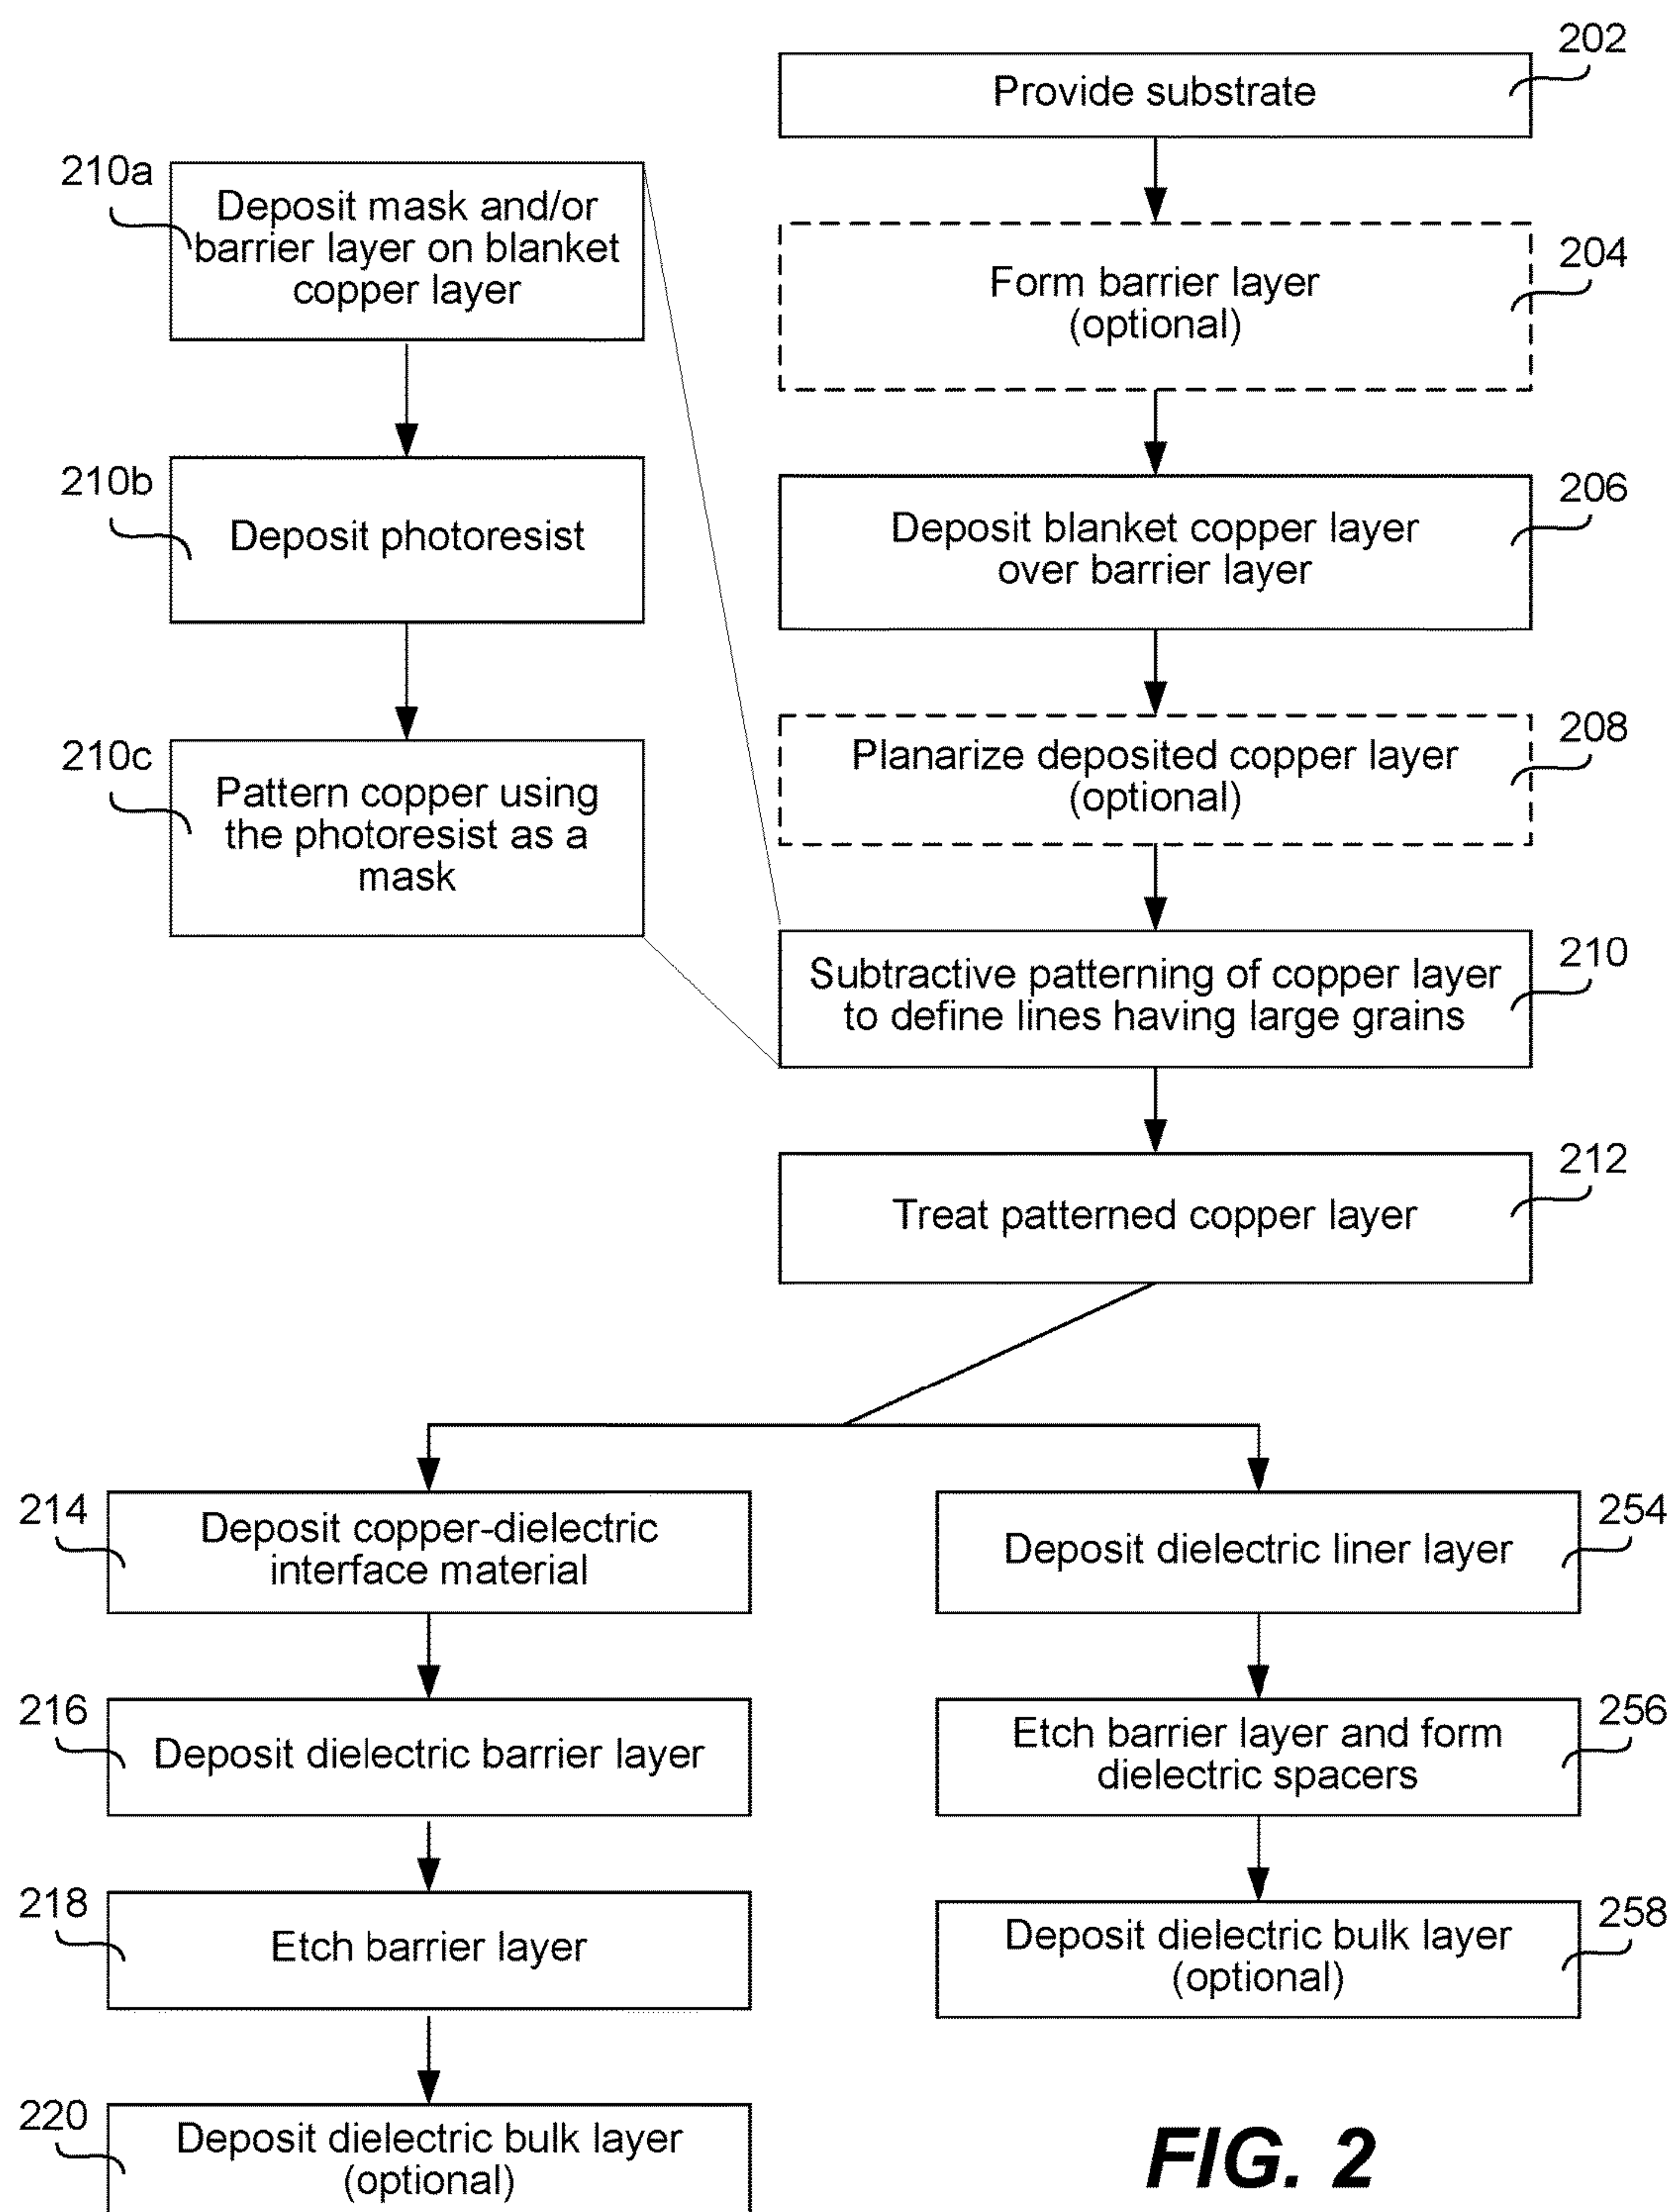 202
Provide substrate
204
Form barrier layer
(optional)
206
Deposit blanket copper layer
over barrier layer
208
Planarize deposited copper layer
(optional)
210
Subtractive patterning of copper layer
to define lines having large grains
210a
Deposit mask and/or
barrier layer on blanket
copper layer
210b
Deposit photoresist
210c
Pattern copper using
the photoresist as a
mask
212
Treat patterned copper layer
214
Deposit copper-dielectric
interface material
216
Deposit dielectric barrier layer
218
Etch barrier layer
220
Deposit dielectric bulk layer
(optional)
254
Deposit dielectric liner layer
256
Etch barrier layer and form
dielectric spacers
258
Deposit dielectric bulk layer
(optional)
FIG. 2